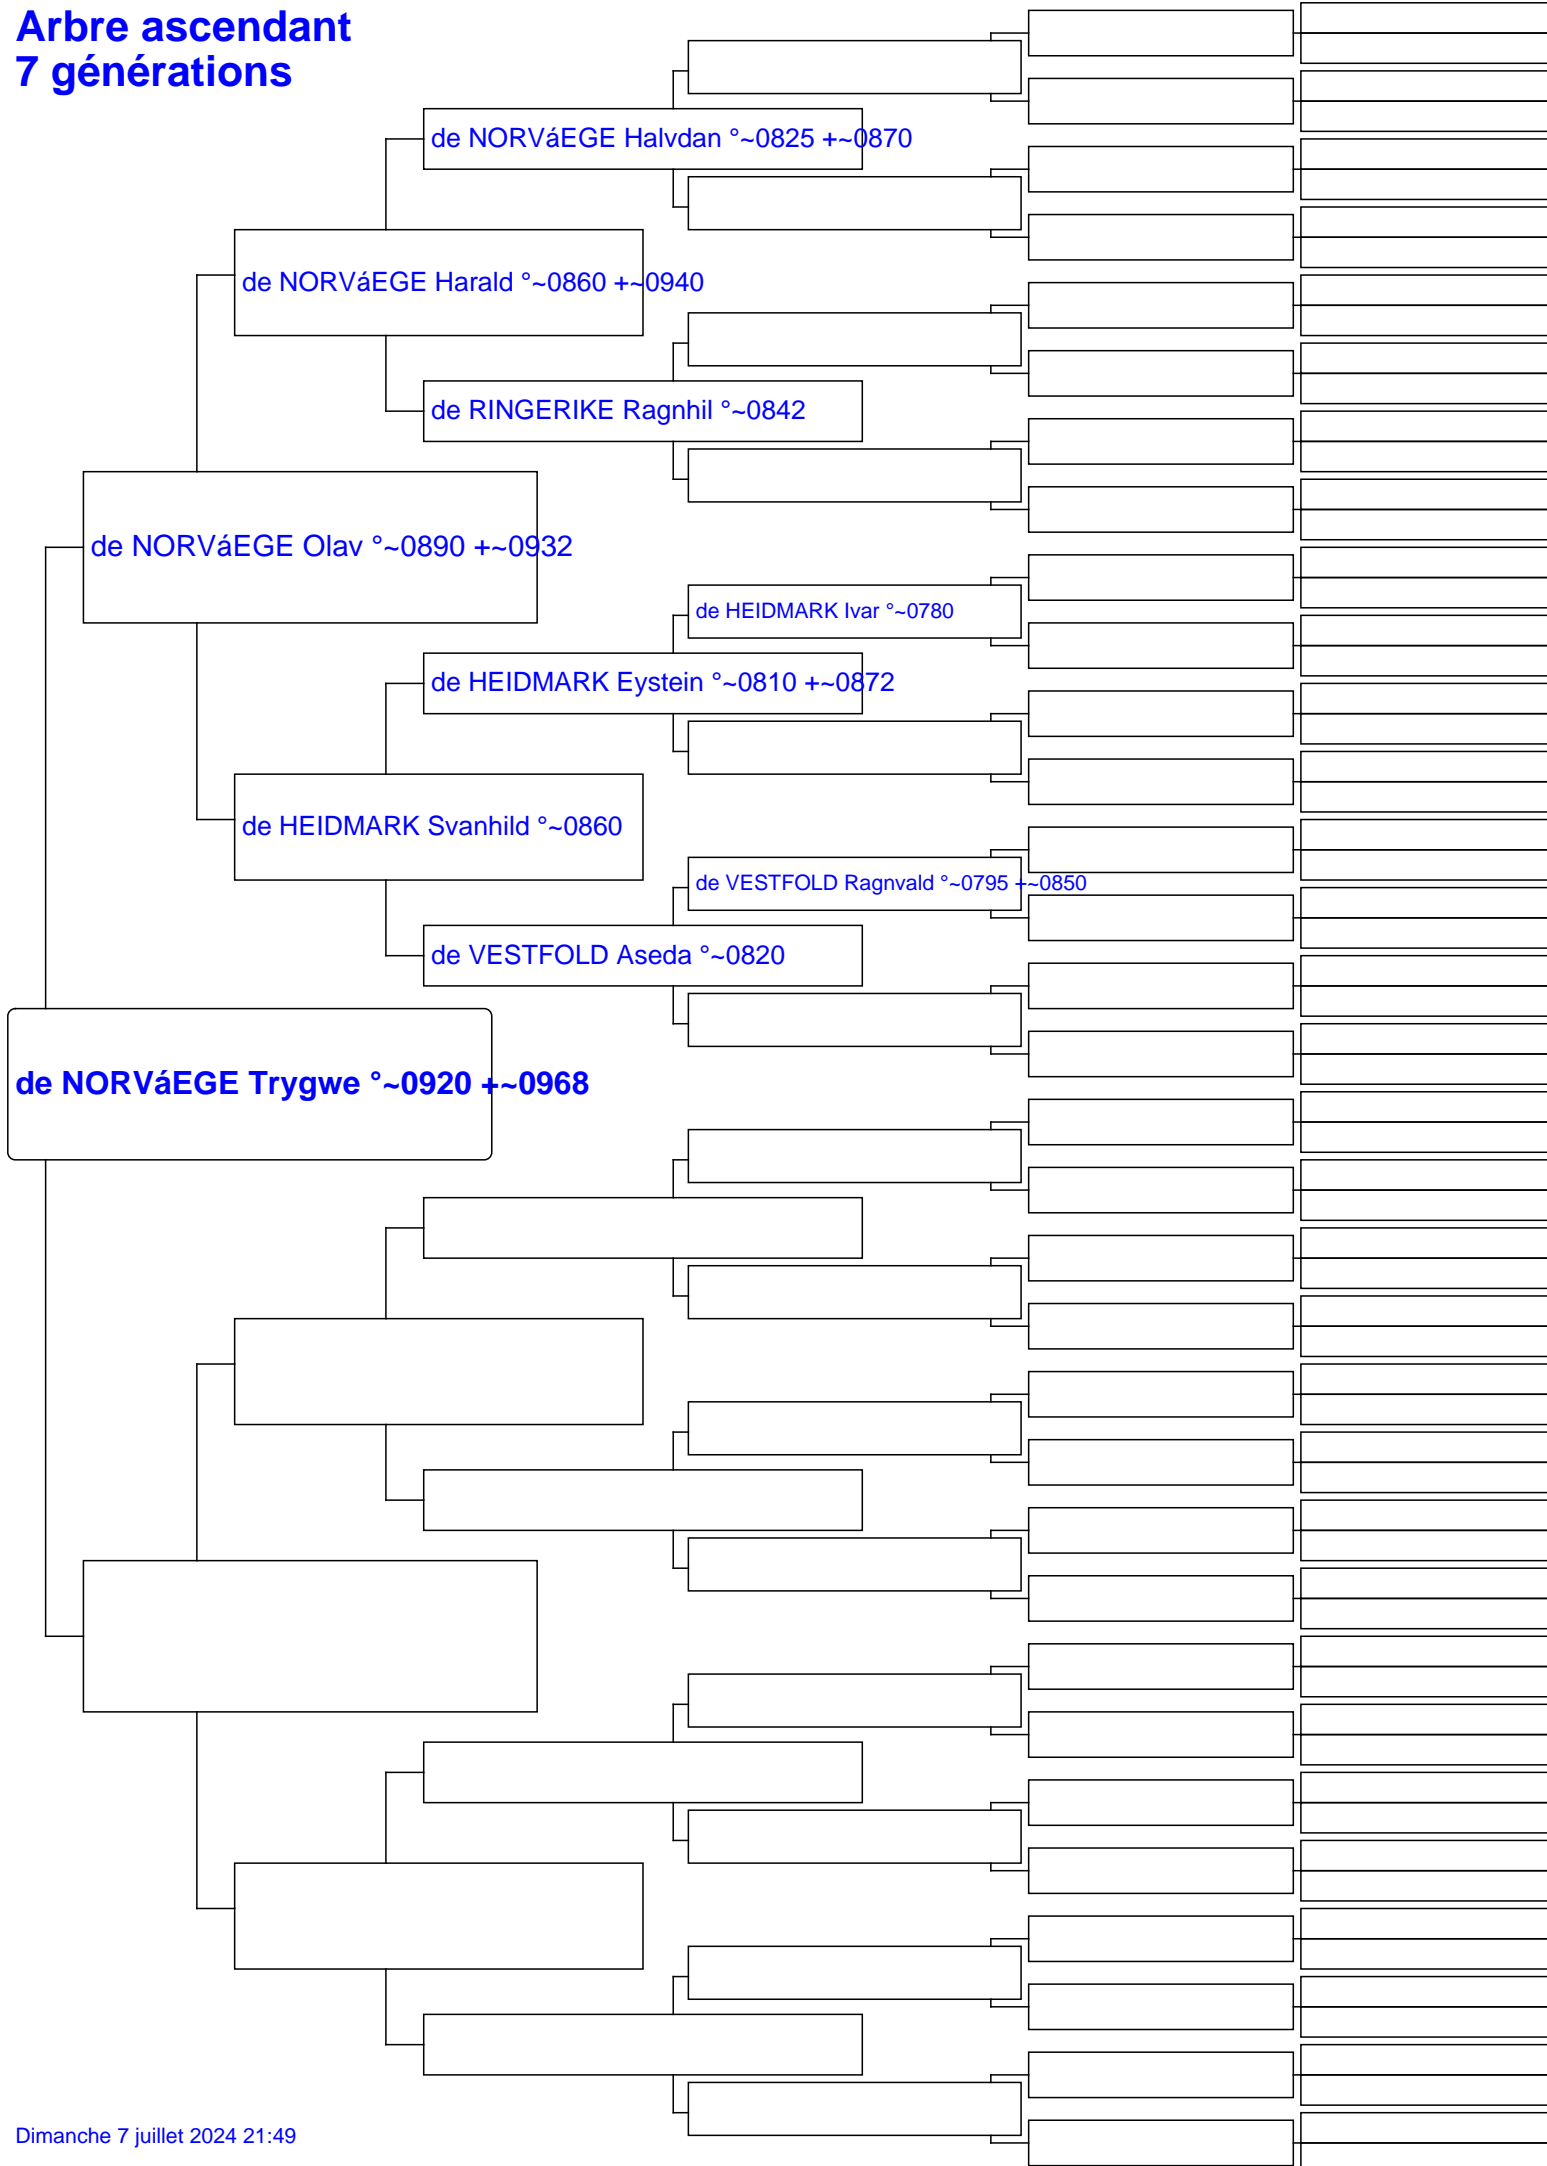 Arbre ascendant
7 générations
de NORVáEGE Halvdan °~0825 +~0870
de NORVáEGE Harald °~0860 +~0940
de RINGERIKE Ragnhil °~0842
de NORVáEGE Olav °~0890 +~0932
de HEIDMARK Ivar °~0780
de HEIDMARK Eystein °~0810 +~0872
de HEIDMARK Svanhild °~0860
de VESTFOLD Ragnvald °~0795 +~0850
de VESTFOLD Aseda °~0820
de NORVáEGE Trygwe °~0920 +~0968
Dimanche 7 juillet 2024 21:49